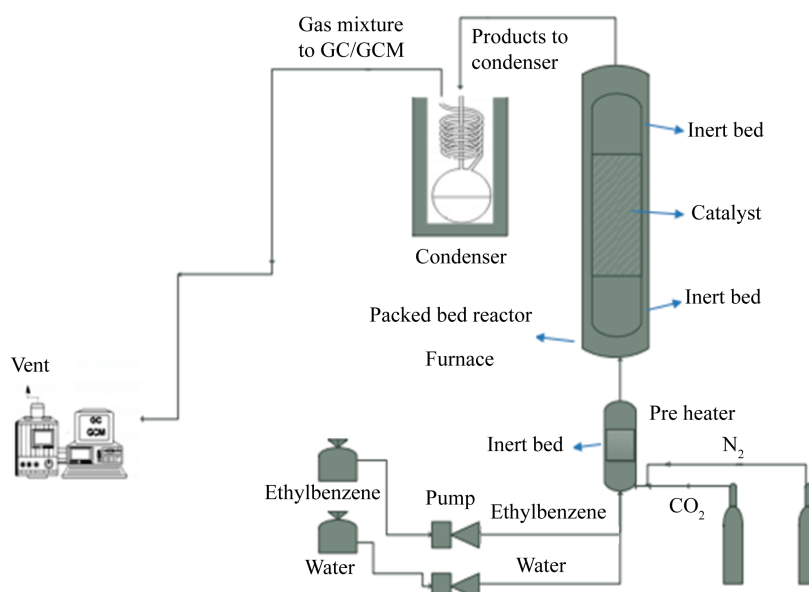 Gas mixture
to GC/GCM
Products to
condenser
Inert bed
Catalyst
Condenser
Inert bed
Packed bed reactor
Furnace
Vent
GC
GCM
Pre heater
Inert bed
N₂
Ethylbenzene
Pump
Ethylbenzene
CO₂
Water
Water